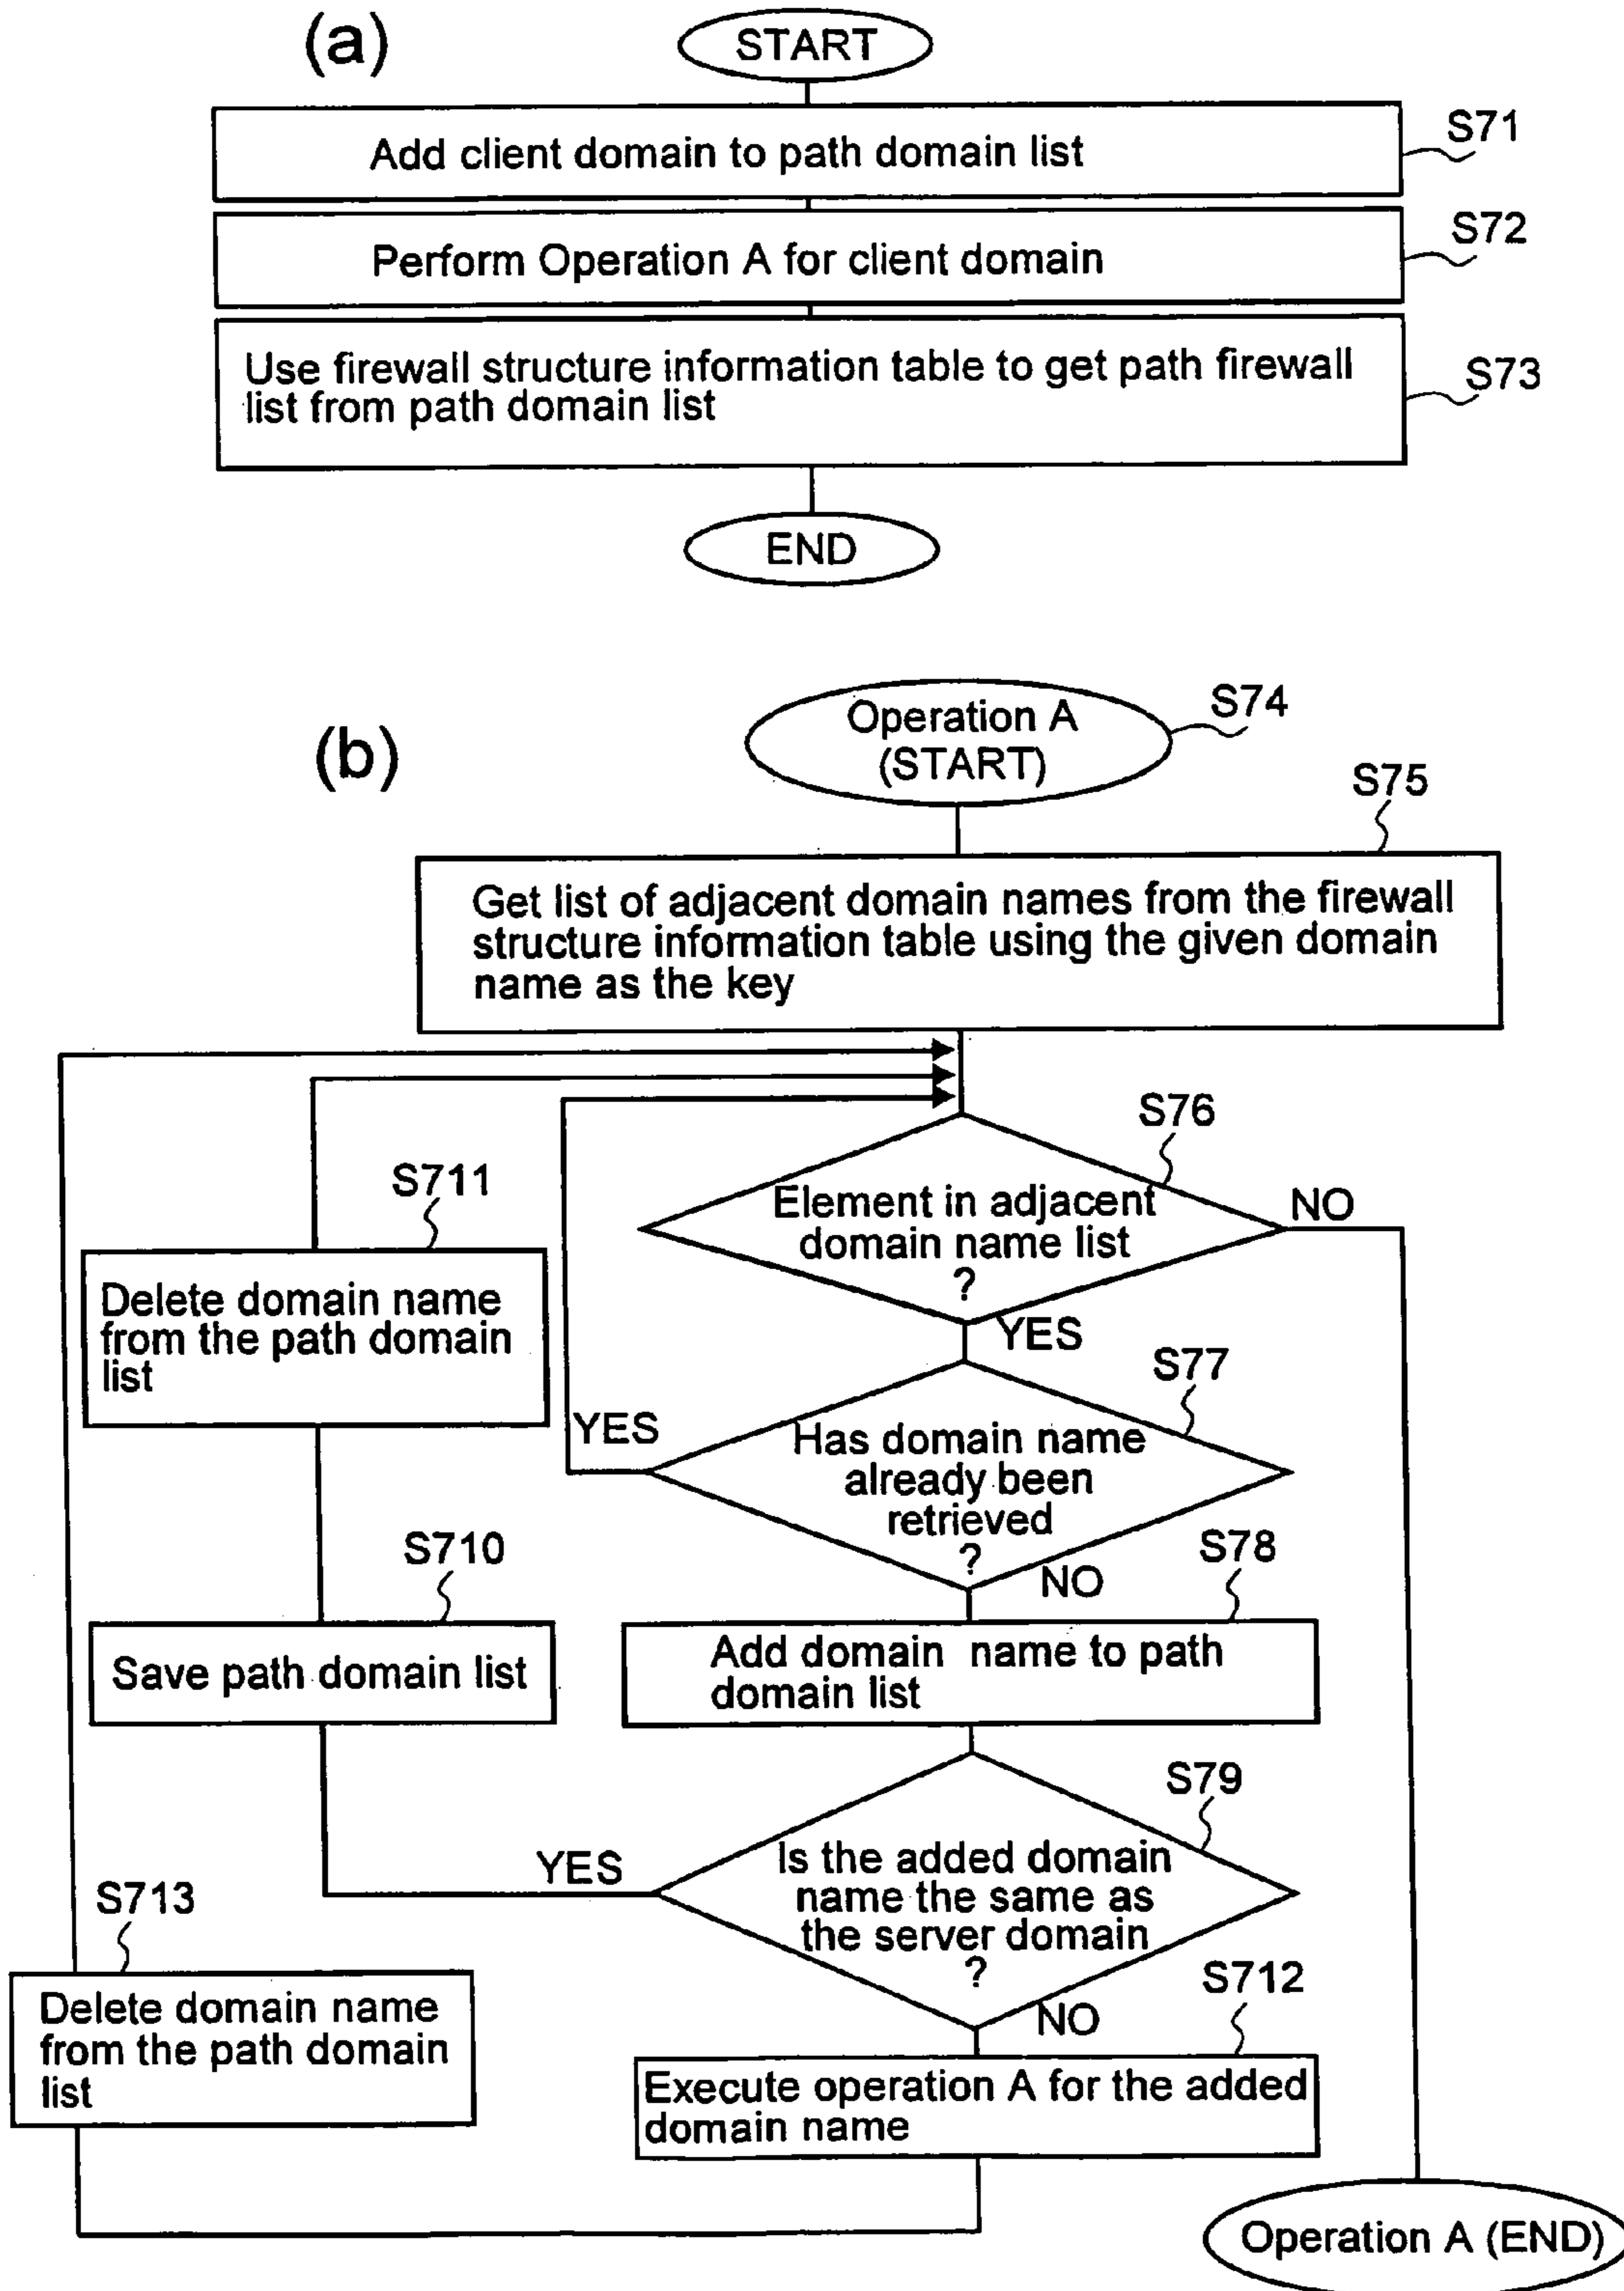 (a)
START
Add client domain to path domain list
S71
Perform Operation A for client domain
S72
Use firewall structure information table to get path firewall
list from path domain list
S73
END
(b)
Operation A
(START)
S74
S75
Get list of adjacent domain names from the firewall
structure information table using the given domain
name as the key
S76
Element in adjacent
domain name list
?
NO
YES
S711
Delete domain name
from the path domain
list
S77
YES
Has domain name
already been
retrieved
?
NO
S710
Save path domain list
S78
Add domain name to path
domain list
S79
Is the added domain
name the same as
the server domain
?
YES
NO
S713
Delete domain name
from the path domain
list
S712
Execute operation A for the added
domain name
Operation A (END)